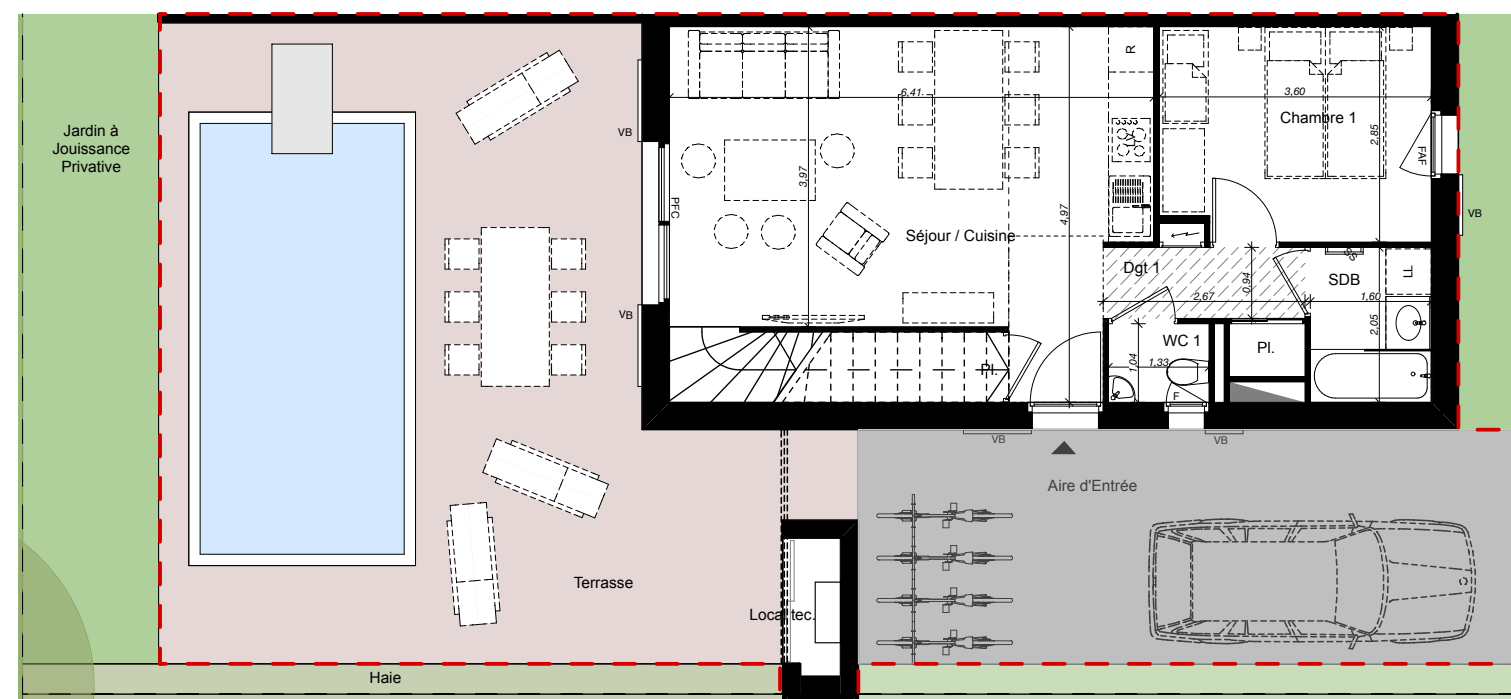 Jardin à
Jouissance
Privative
VB
6,41
3,97
PFC
Séjour / Cuisine
4,97
R
LV
3,60
Chambre 1
2,85
FAF
VB
Dgt 1
0,94
2,67
SS
SDB
LL
1,60
2,05
VB
Pl.
WC 1
1,04
1,33
F
Pl.
VB
VB
Aire d'Entrée
Terrasse
Local tec.
Haie